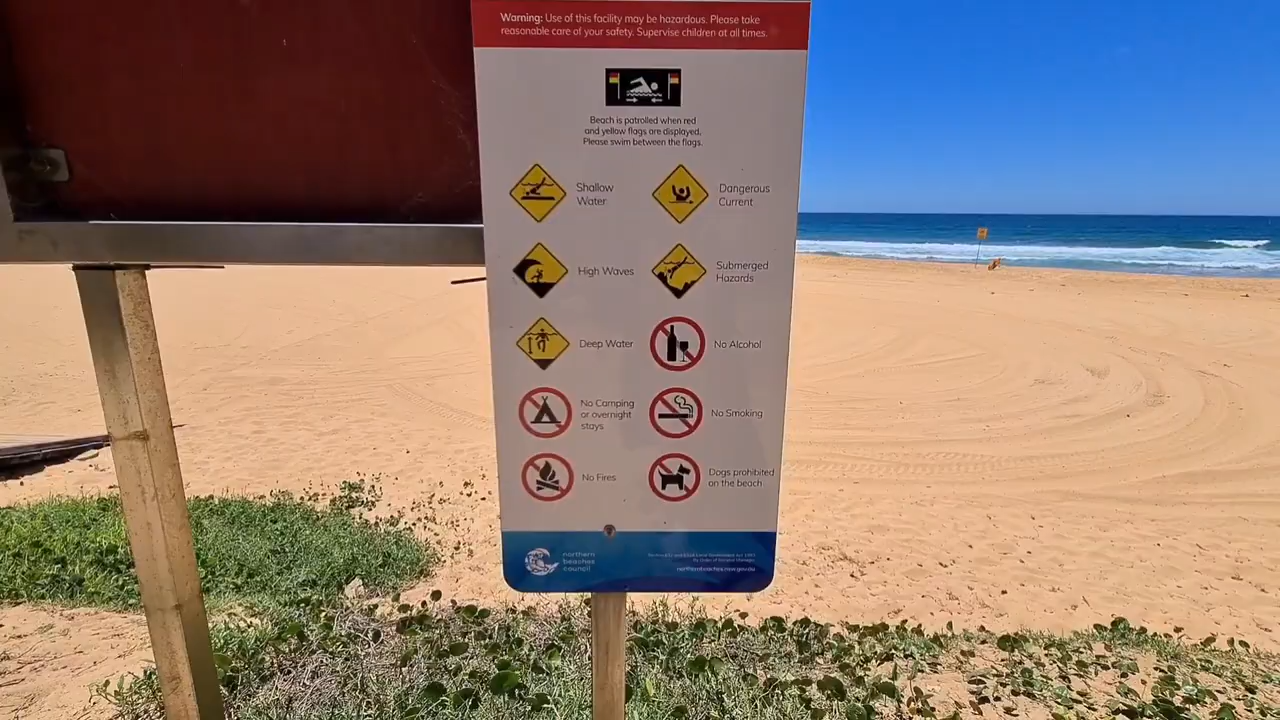 Warning: Use of this facility may be hazardous. Please take
reasonable care of your safety. Supervise children at all times.
Beach is patrolled when red
and yellow flags are displayed.
Please swim between the flags.
Shallow
Water
Dangerous
Current
High Waves
Submerged
Hazards
Deep Water
No Alcohol
No Camping
or overnight
stays
No Smoking
No Fires
Dogs prohibited
on the beach
northern
beaches
council
northernbeaches.nsw.gov.au